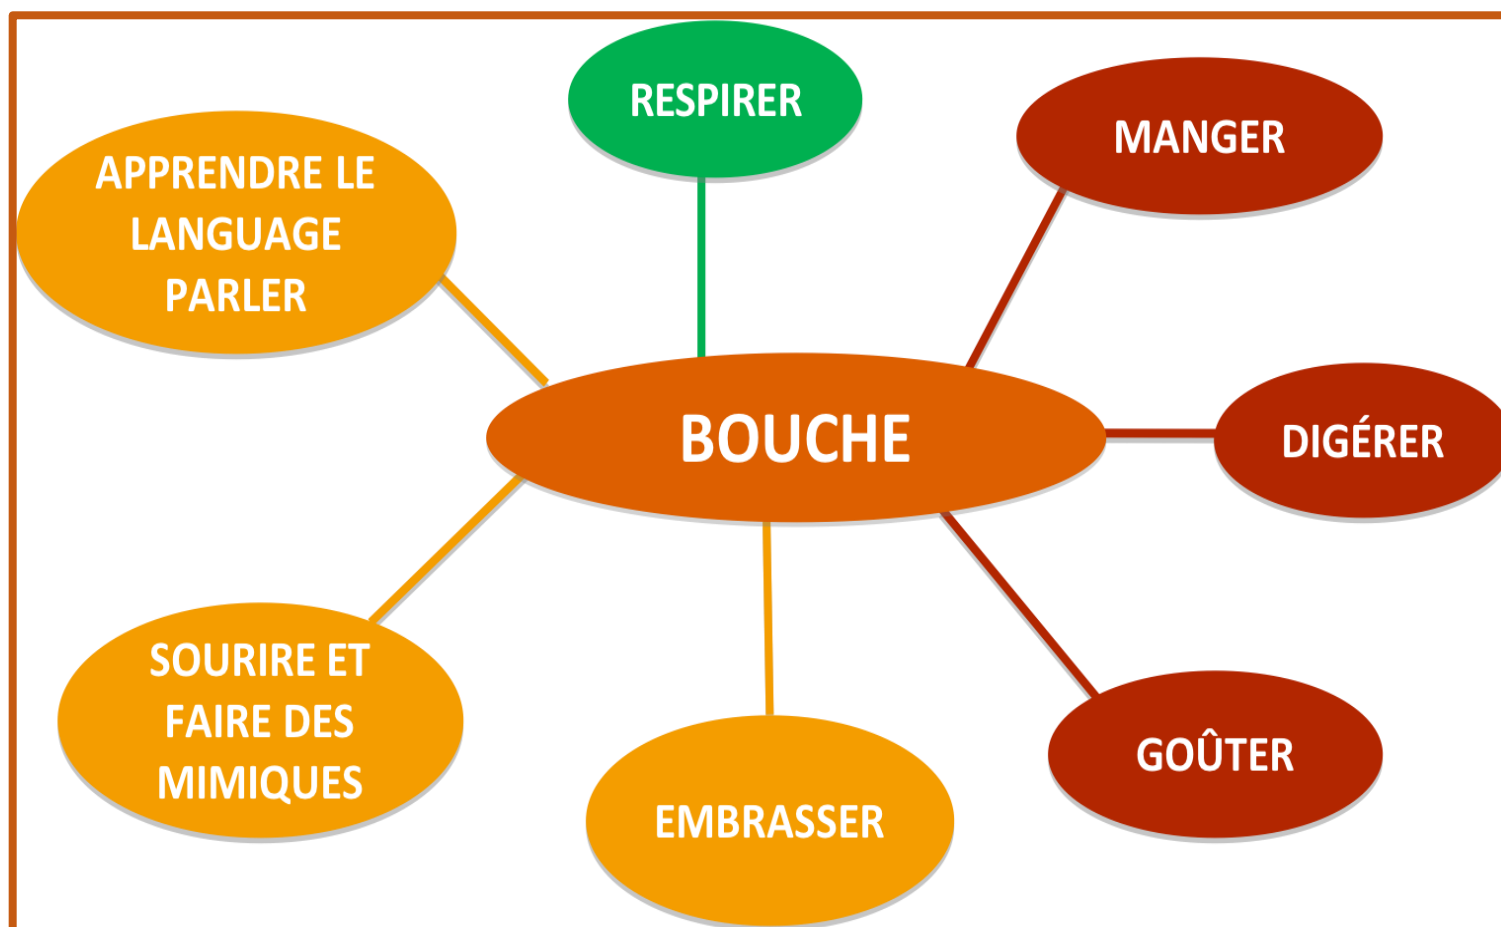 RESPIRER
MANGER
APPRENDRE LE
LANGUAGE
PARLER
BOUCHE
DIGÉRER
SOURIRE ET
FAIRE DES
MIMIQUES
EMBRASSER
GOÛTER